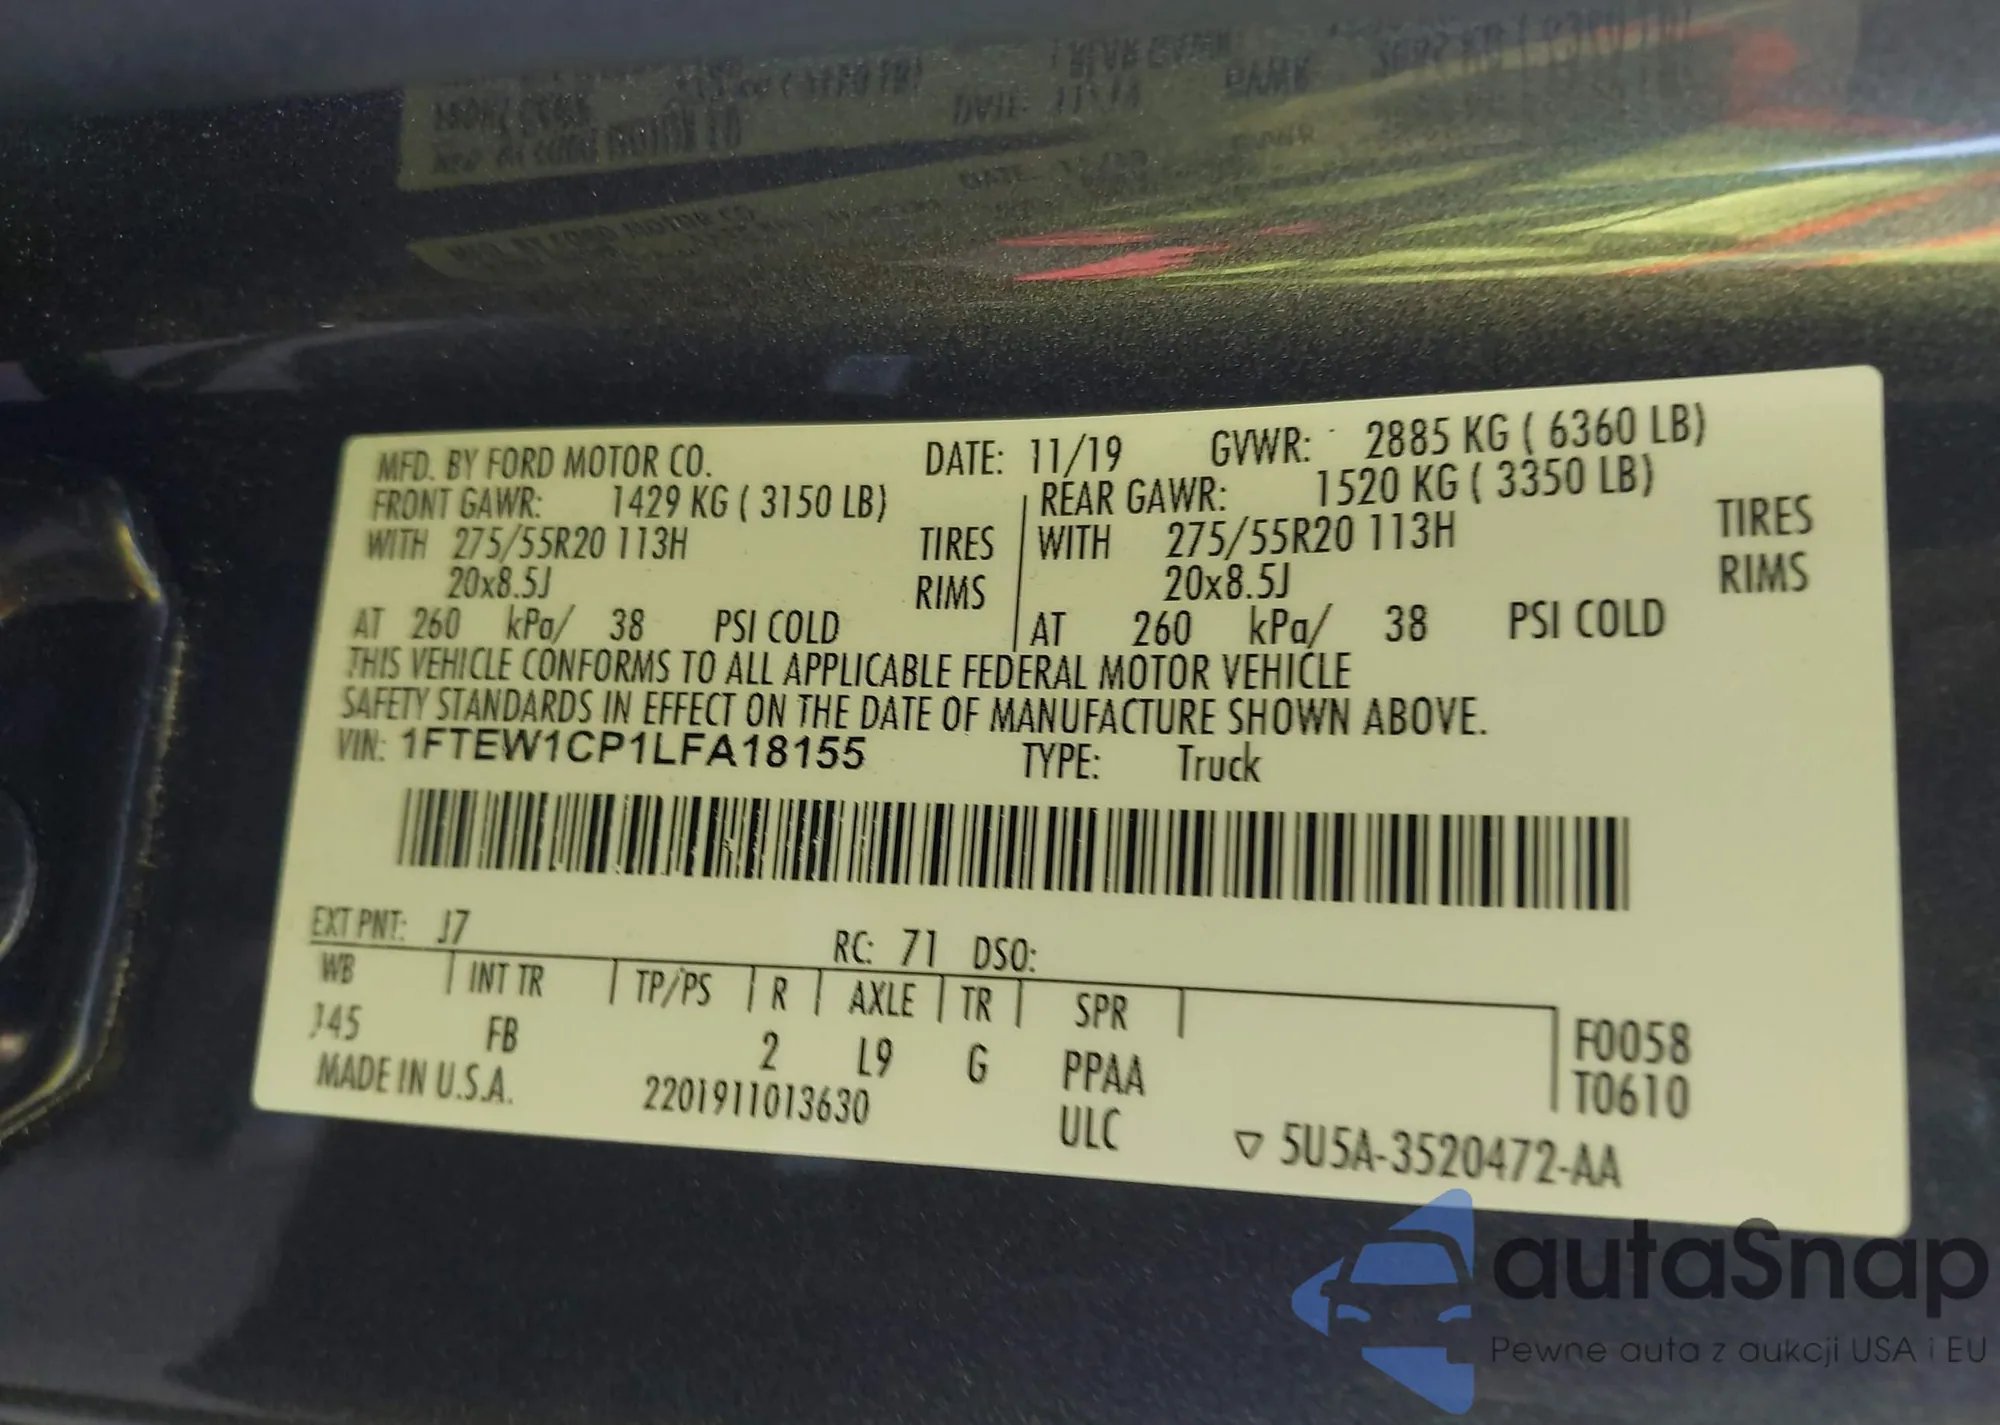 MFD. BY FORD MOTOR CO. DATE: 11/19 GVWR: 2885 KG ( 6360 LB)
FRONT GAWR: 1429 KG ( 3150 LB) REAR GAWR: 1520 KG ( 3350 LB)
WITH 275/55R20 113H TIRES WITH 275/55R20 113H TIRES
20x8.5J RIMS 20x8.5J RIMS
AT 260 kPa/ 38 PSI COLD AT 260 kPa/ 38 PSI COLD
THIS VEHICLE CONFORMS TO ALL APPLICABLE FEDERAL MOTOR VEHICLE
SAFETY STANDARDS IN EFFECT ON THE DATE OF MANUFACTURE SHOWN ABOVE.
VIN: 1FTEW1CP1LFA18155 TYPE: Truck
EXT PNT: J7 RC: 71 DSO:
WB INT TR TP/PS R AXLE TR SPR
145 FB 2 L9 G PPAA F0058
T0610
MADE IN U.S.A. 2201911013630 ULC ▽ 5U5A-3520472-AA
autaSnap
Pewne auta z aukcji USA i EU